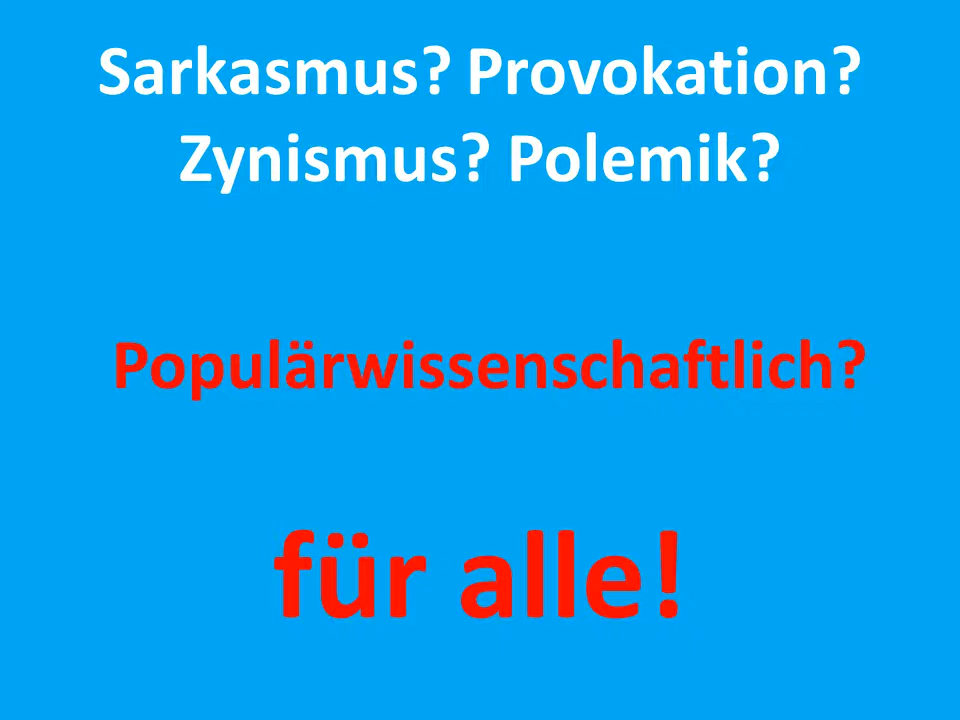 Sarkasmus? Provokation?
Zynismus? Polemik?
Populärwissenschaftlich?
für alle!